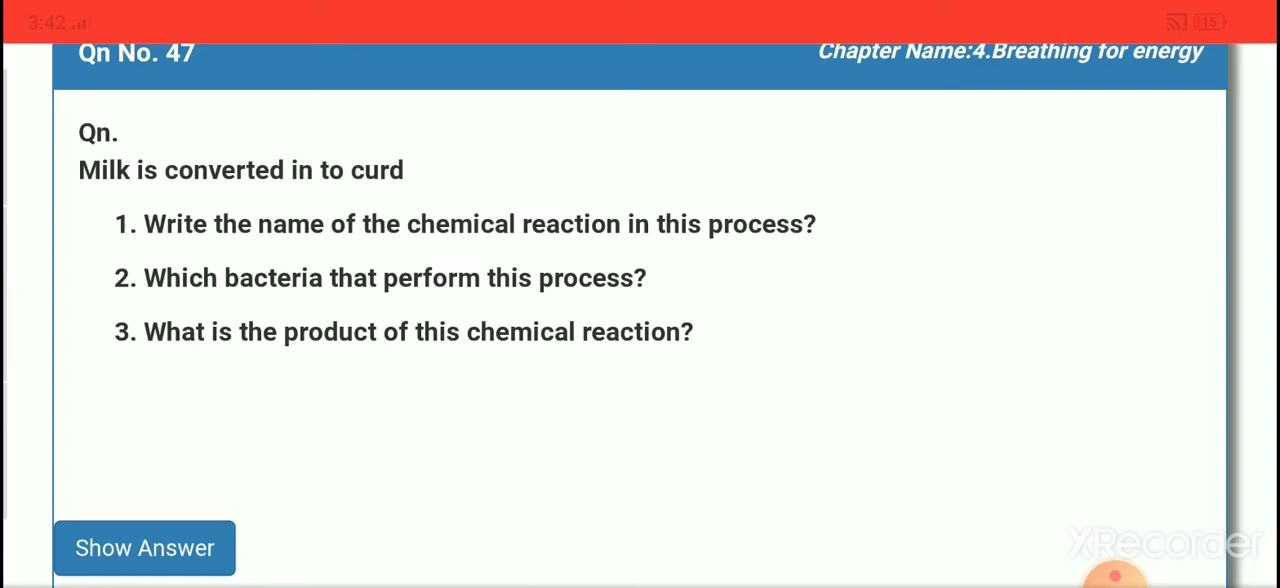 3:42
15
Qn No. 47
Chapter Name:4.Breathing for energy
Qn.
Milk is converted in to curd
1. Write the name of the chemical reaction in this process?
2. Which bacteria that perform this process?
3. What is the product of this chemical reaction?
Show Answer
XRecorder